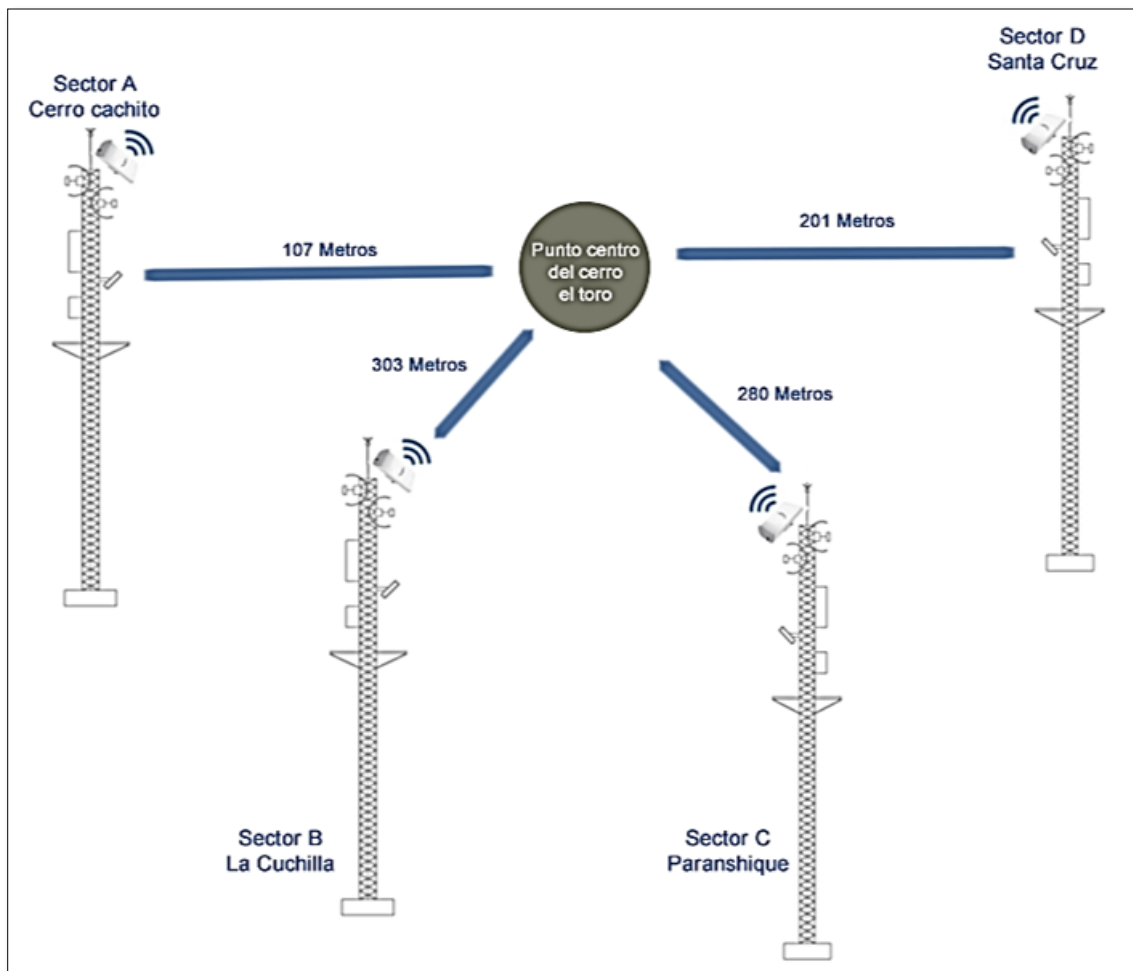 Sector D
Santa Cruz
Sector A
Cerro cachito
201 Metros
107 Metros
Punto centro
del cerro
el toro
303 Metros
280 Metros
Sector B
La Cuchilla
Sector C
Paranshique